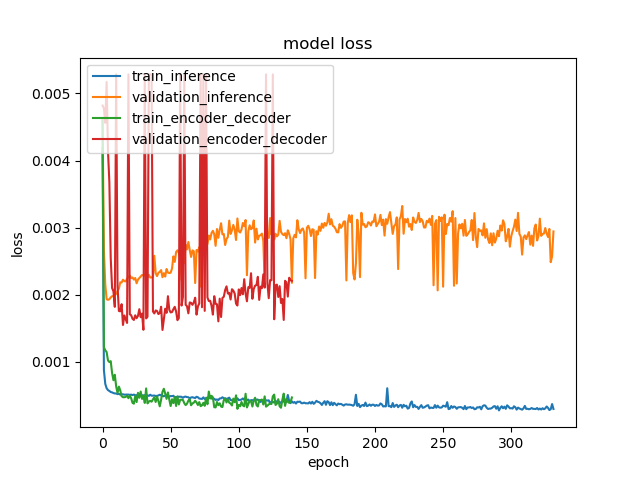 model loss
train_inference
validation_inference
train_encoder_decoder
validation_encoder_decoder
loss
0.005
0.004
0.003
0.002
0.001
0 50 100 150 200 250 300
epoch